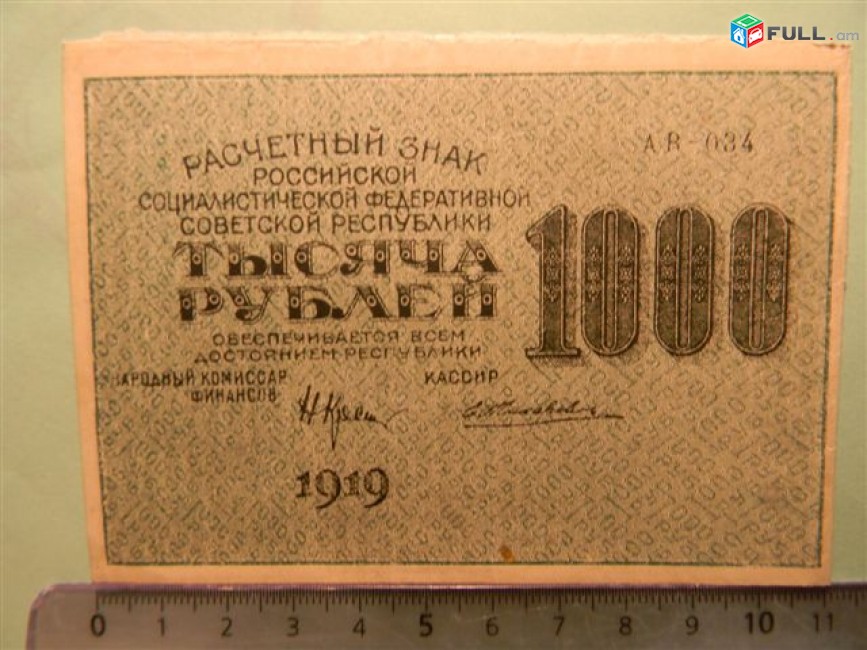 FULL.am
АВ-034
РАСЧЕТНЫЙ ЗНАК
РОССИЙСКОЙ
СОЦИАЛИСТИЧЕСКОЙ ФЕДЕРАТИВНОЙ
СОВЕТСКОЙ РЕСПУБЛИКИ
ТЫСЯЧА
РУБЛЕЙ
1000
ОБЕСПЕЧИВАЕТСЯ ВСЕМ
ДОСТОЯНИЕМ РЕСПУБЛИКИ
НАРОДНЫЙ КОМИССАР
ФИНАНСОВ
КАССИР
1919
0 1 2 3 4 5 6 7 8 9 10 11